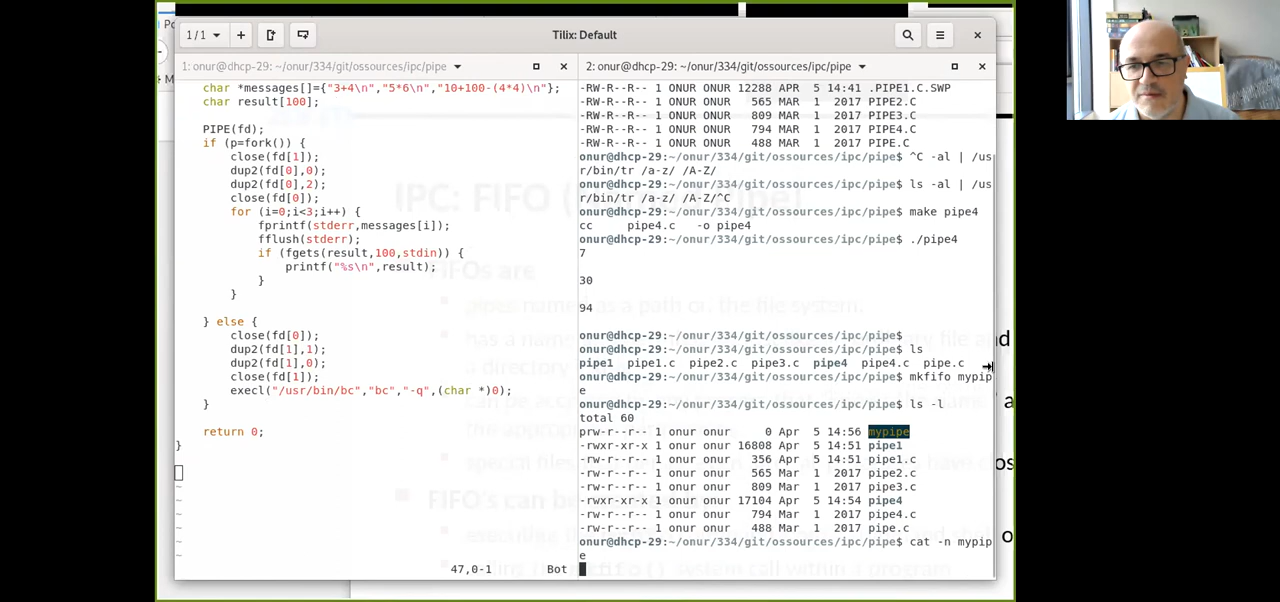 1/1
Tilix: Default
1: onur@dhcp-29: ~/onur/334/git/ossources/ipc/pipe
2: onur@dhcp-29: ~/onur/334/git/ossources/ipc/pipe
char *messages[]={"3+4\n","5*6\n","10+100-(4*4)\n"};
char result[100];
PIPE(fd);
if (p=fork()) {
close(fd[1]);
dup2(fd[0],0);
dup2(fd[0],2);
close(fd[0]);
for (i=0;i<3;i++) {
fprintf(stderr,messages[i]);
fflush(stderr);
if (fgets(result,100,stdin)) {
printf("%s\n",result);
}
}
} else {
close(fd[0]);
dup2(fd[1],1);
dup2(fd[1],0);
close(fd[1]);
execl("/usr/bin/bc","bc","-q",(char *)0);
}
return 0;
}
~
~
~
~
~
~
47,0-1 Bot
-RW-R--R-- 1 ONUR ONUR 12288 APR 5 14:41 .PIPE1.C.SWP
-RW-R--R-- 1 ONUR ONUR 565 MAR 1 2017 PIPE2.C
-RW-R--R-- 1 ONUR ONUR 809 MAR 1 2017 PIPE3.C
-RW-R--R-- 1 ONUR ONUR 794 MAR 1 2017 PIPE4.C
-RW-R--R-- 1 ONUR ONUR 488 MAR 1 2017 PIPE.C
onur@dhcp-29:~/onur/334/git/ossources/ipc/pipe$ ^C -al | /us
r/bin/tr /a-z/ /A-Z/
onur@dhcp-29:~/onur/334/git/ossources/ipc/pipe$ ls -al | /us
r/bin/tr /a-z/ /A-Z/^C
onur@dhcp-29:~/onur/334/git/ossources/ipc/pipe$ make pipe4
cc pipe4.c -o pipe4
onur@dhcp-29:~/onur/334/git/ossources/ipc/pipe$ ./pipe4
7
30
94
onur@dhcp-29:~/onur/334/git/ossources/ipc/pipe$
onur@dhcp-29:~/onur/334/git/ossources/ipc/pipe$ ls
pipe1 pipe1.c pipe2.c pipe3.c pipe4 pipe4.c pipe.c
onur@dhcp-29:~/onur/334/git/ossources/ipc/pipe$ mkfifo mypip
e
onur@dhcp-29:~/onur/334/git/ossources/ipc/pipe$ ls -l
total 60
prw-r--r-- 1 onur onur 0 Apr 5 14:56 mypipe
-rwxr-xr-x 1 onur onur 16808 Apr 5 14:51 pipe1
-rw-r--r-- 1 onur onur 356 Apr 5 14:51 pipe1.c
-rw-r--r-- 1 onur onur 565 Mar 1 2017 pipe2.c
-rw-r--r-- 1 onur onur 809 Mar 1 2017 pipe3.c
-rwxr-xr-x 1 onur onur 17104 Apr 5 14:54 pipe4
-rw-r--r-- 1 onur onur 794 Mar 1 2017 pipe4.c
-rw-r--r-- 1 onur onur 488 Mar 1 2017 pipe.c
onur@dhcp-29:~/onur/334/git/ossources/ipc/pipe$ cat -n mypip
e
IPC: FIFO
FIFOs are
named as a path on the file system.
FIFO's can be